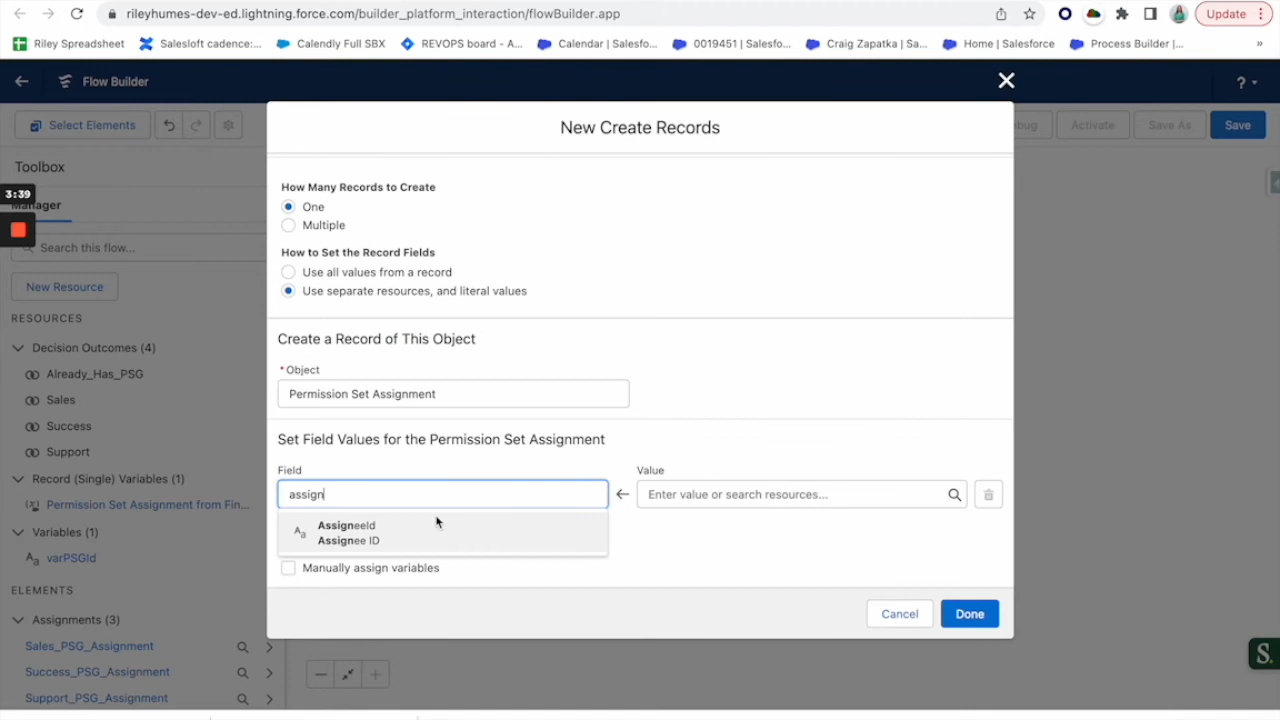 rileyhumes-dev-ed.lightning.force.com/builder_platform_interaction/flowBuilder.app
Update
Riley Spreadsheet
Salesloft cadence:...
Calendly Full SBX
REVOPS board - A...
Calendar | Salesfo...
0019451 | Salesfo...
Craig Zapatka | Sa...
Home | Salesforce
Process Builder |...
»
Flow Builder
?
Select Elements
Activate
Save As
Save
Toolbox
3:39
Search this flow...
New Resource
RESOURCES
Decision Outcomes (4)
Already_Has_PSG
Sales
Success
Support
Record (Single) Variables (1)
Permission Set Assignment from Fin...
Variables (1)
Aa varPSGId
ELEMENTS
Assignments (3)
Sales_PSG_Assignment
Success_PSG_Assignment
Support_PSG_Assignment
New Create Records
How Many Records to Create
One
Multiple
How to Set the Record Fields
Use all values from a record
Use separate resources, and literal values
Create a Record of This Object
* Object
Permission Set Assignment
Set Field Values for the Permission Set Assignment
Field
Value
assign
Enter value or search resources...
Aa
AssigneeId
Assignee ID
Manually assign variables
Cancel
Done
S.